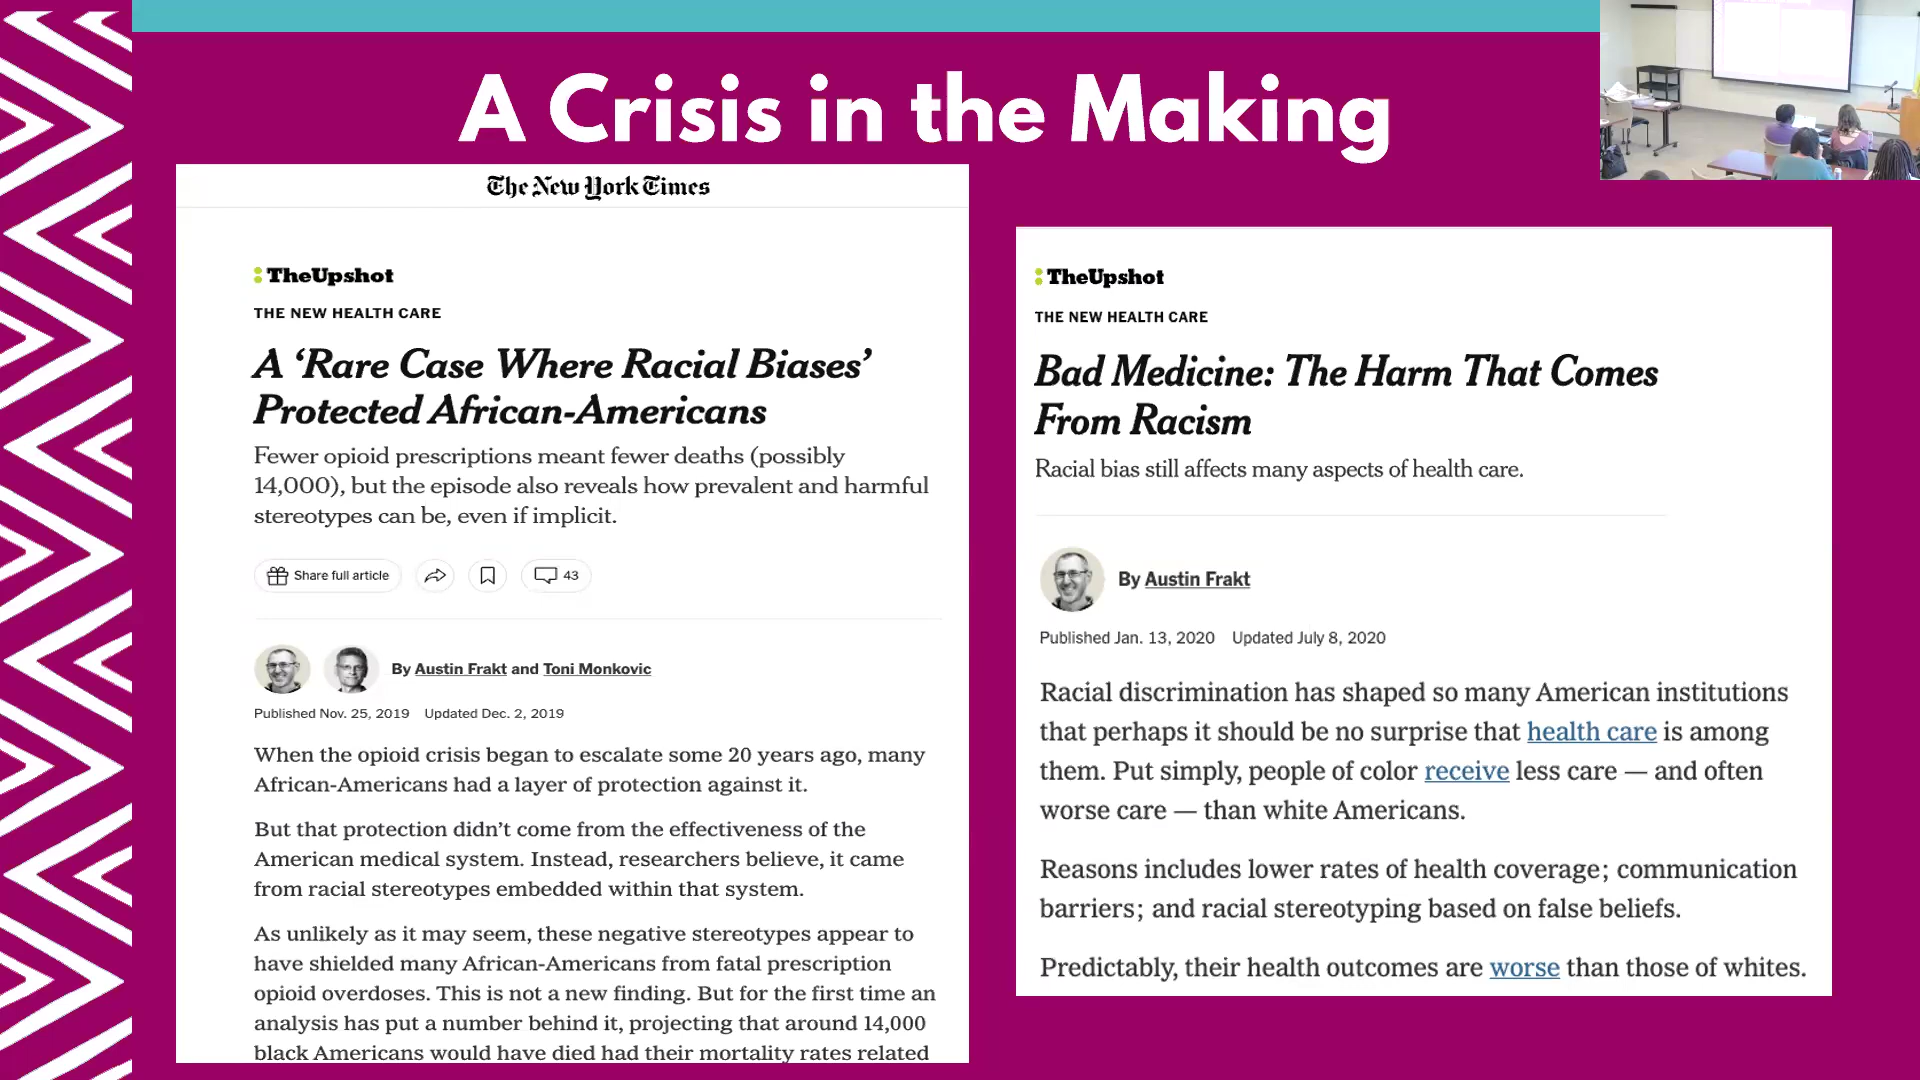 A Crisis in the Making
The New York Times
TheUpshot
THE NEW HEALTH CARE
A ‘Rare Case Where Racial Biases’
Protected African-Americans
Fewer opioid prescriptions meant fewer deaths (possibly
14,000), but the episode also reveals how prevalent and harmful
stereotypes can be, even if implicit.
Share full article
43
By Austin Frakt and Toni Monkovic
Published Nov. 25, 2019 Updated Dec. 2, 2019
When the opioid crisis began to escalate some 20 years ago, many
African-Americans had a layer of protection against it.
But that protection didn’t come from the effectiveness of the
American medical system. Instead, researchers believe, it came
from racial stereotypes embedded within that system.
As unlikely as it may seem, these negative stereotypes appear to
have shielded many African-Americans from fatal prescription
opioid overdoses. This is not a new finding. But for the first time an
analysis has put a number behind it, projecting that around 14,000
black Americans would have died had their mortality rates related
TheUpshot
THE NEW HEALTH CARE
Bad Medicine: The Harm That Comes
From Racism
Racial bias still affects many aspects of health care.
By Austin Frakt
Published Jan. 13, 2020 Updated July 8, 2020
Racial discrimination has shaped so many American institutions
that perhaps it should be no surprise that health care is among
them. Put simply, people of color receive less care — and often
worse care — than white Americans.
Reasons includes lower rates of health coverage; communication
barriers; and racial stereotyping based on false beliefs.
Predictably, their health outcomes are worse than those of whites.